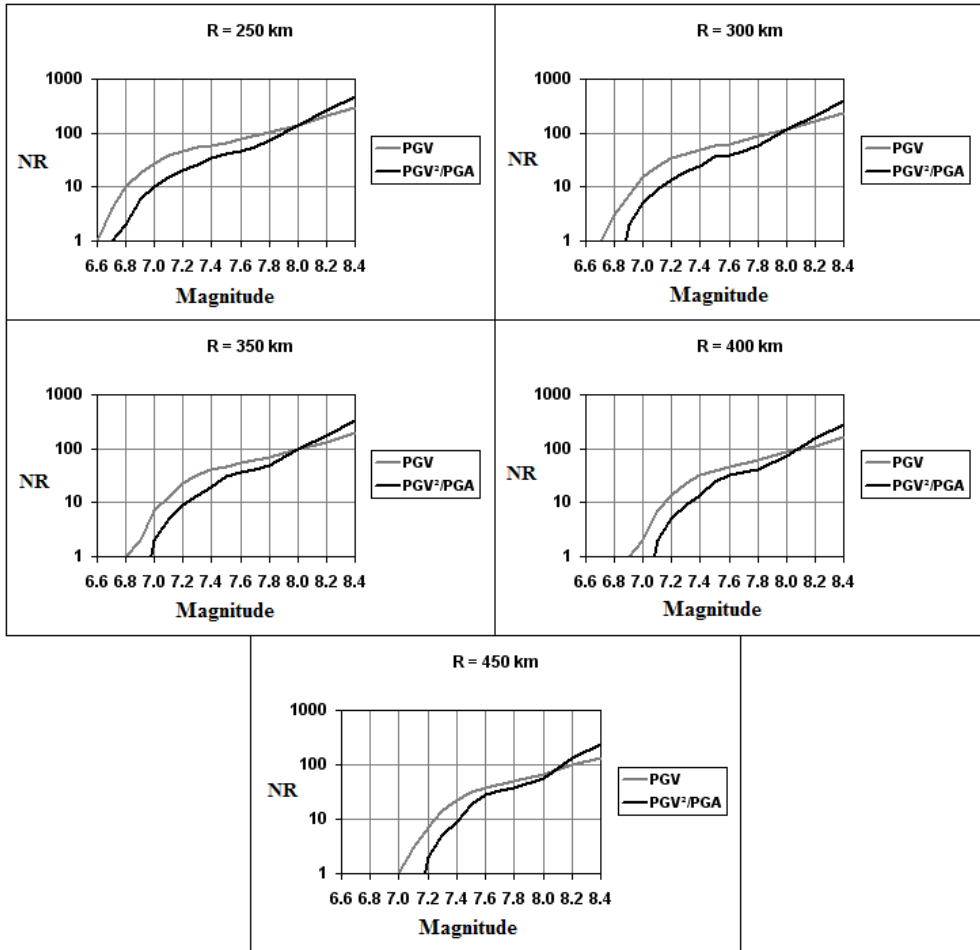 R = 250 km
1000
100
10
1
NR
6.6 6.8 7.0 7.2 7.4 7.6 7.8 8.0 8.2 8.4
Magnitude
PGV
PGV²/PGA
R = 300 km
1000
100
10
1
NR
6.6 6.8 7.0 7.2 7.4 7.6 7.8 8.0 8.2 8.4
Magnitude
PGV
PGV²/PGA
R = 350 km
1000
100
10
1
NR
6.6 6.8 7.0 7.2 7.4 7.6 7.8 8.0 8.2 8.4
Magnitude
PGV
PGV²/PGA
R = 400 km
1000
100
10
1
NR
6.6 6.8 7.0 7.2 7.4 7.6 7.8 8.0 8.2 8.4
Magnitude
PGV
PGV²/PGA
R = 450 km
1000
100
10
1
NR
6.6 6.8 7.0 7.2 7.4 7.6 7.8 8.0 8.2 8.4
Magnitude
PGV
PGV²/PGA